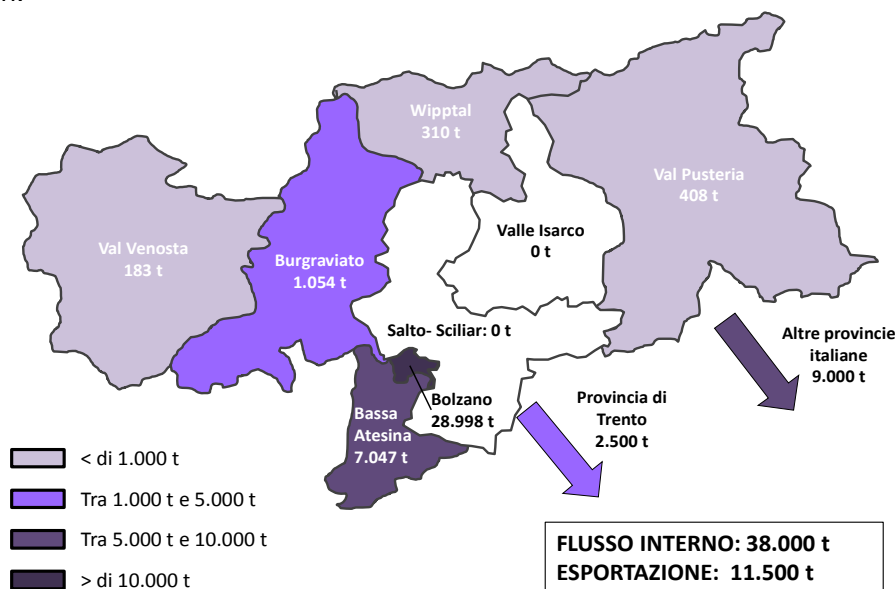 Wipptal
310 t
Val Pusteria
408 t
Valle Isarco
0 t
Val Venosta
183 t
Burgraviato
1.054 t
Salto- Sciliar: 0 t
Altre provincie
italiane
9.000 t
Bolzano
28.998 t
Provincia di
Trento
2.500 t
Bassa
Atesina
7.047 t
< di 1.000 t
Tra 1.000 t e 5.000 t
Tra 5.000 t e 10.000 t
> di 10.000 t
FLUSSO INTERNO: 38.000 t
ESPORTAZIONE: 11.500 t